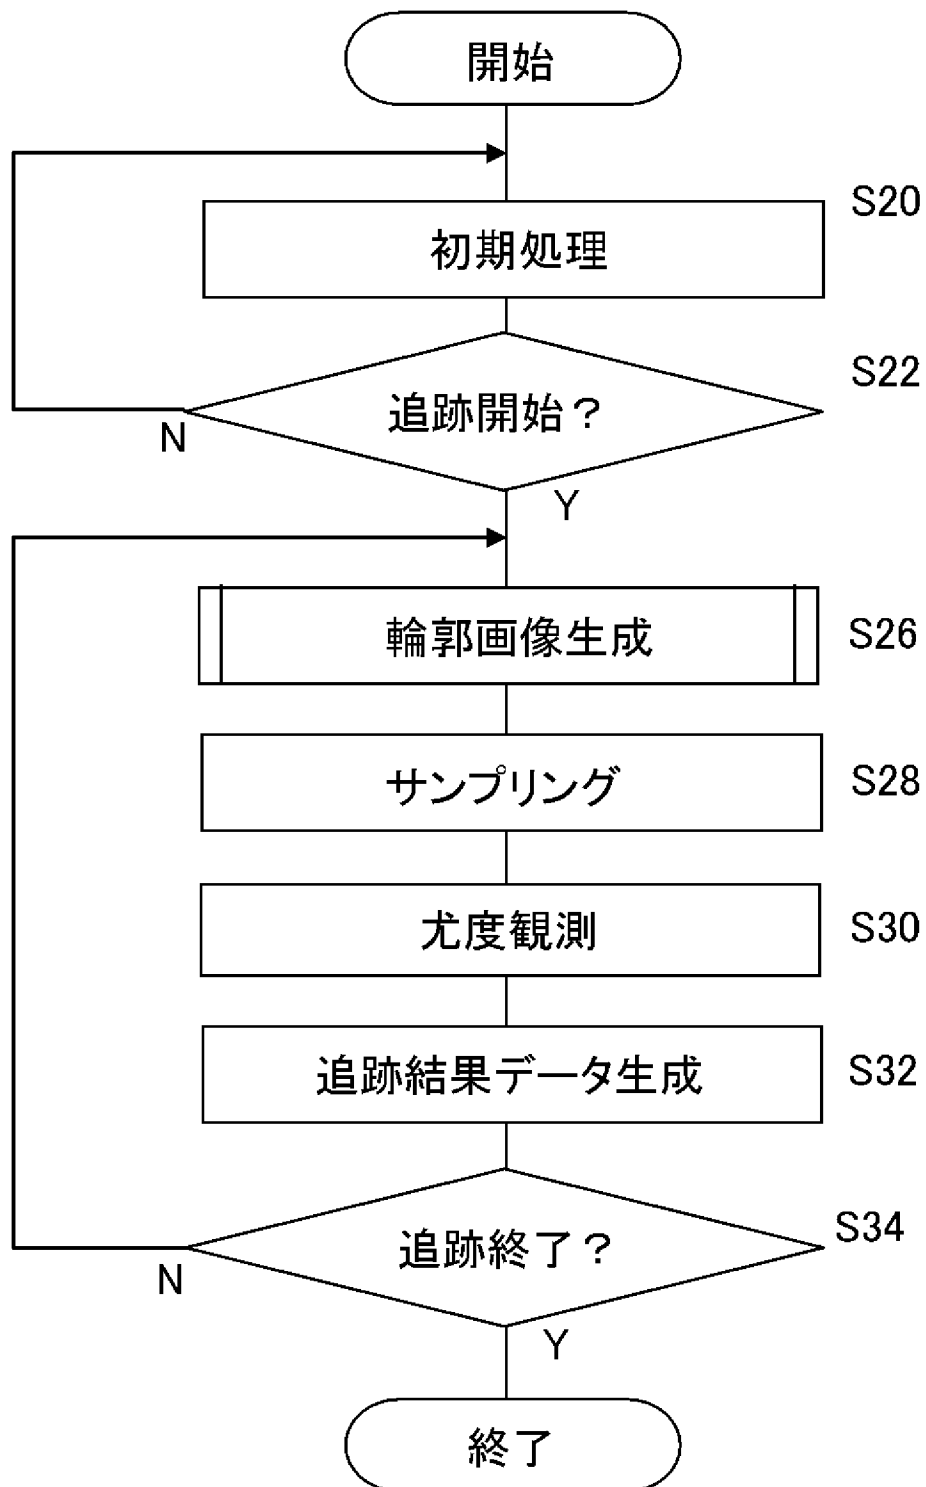 開始
S20
初期処理
S22
追跡開始？
N
Y
輪郭画像生成
S26
サンプリング
S28
尤度観測
S30
追跡結果データ生成
S32
S34
追跡終了？
N
Y
終了